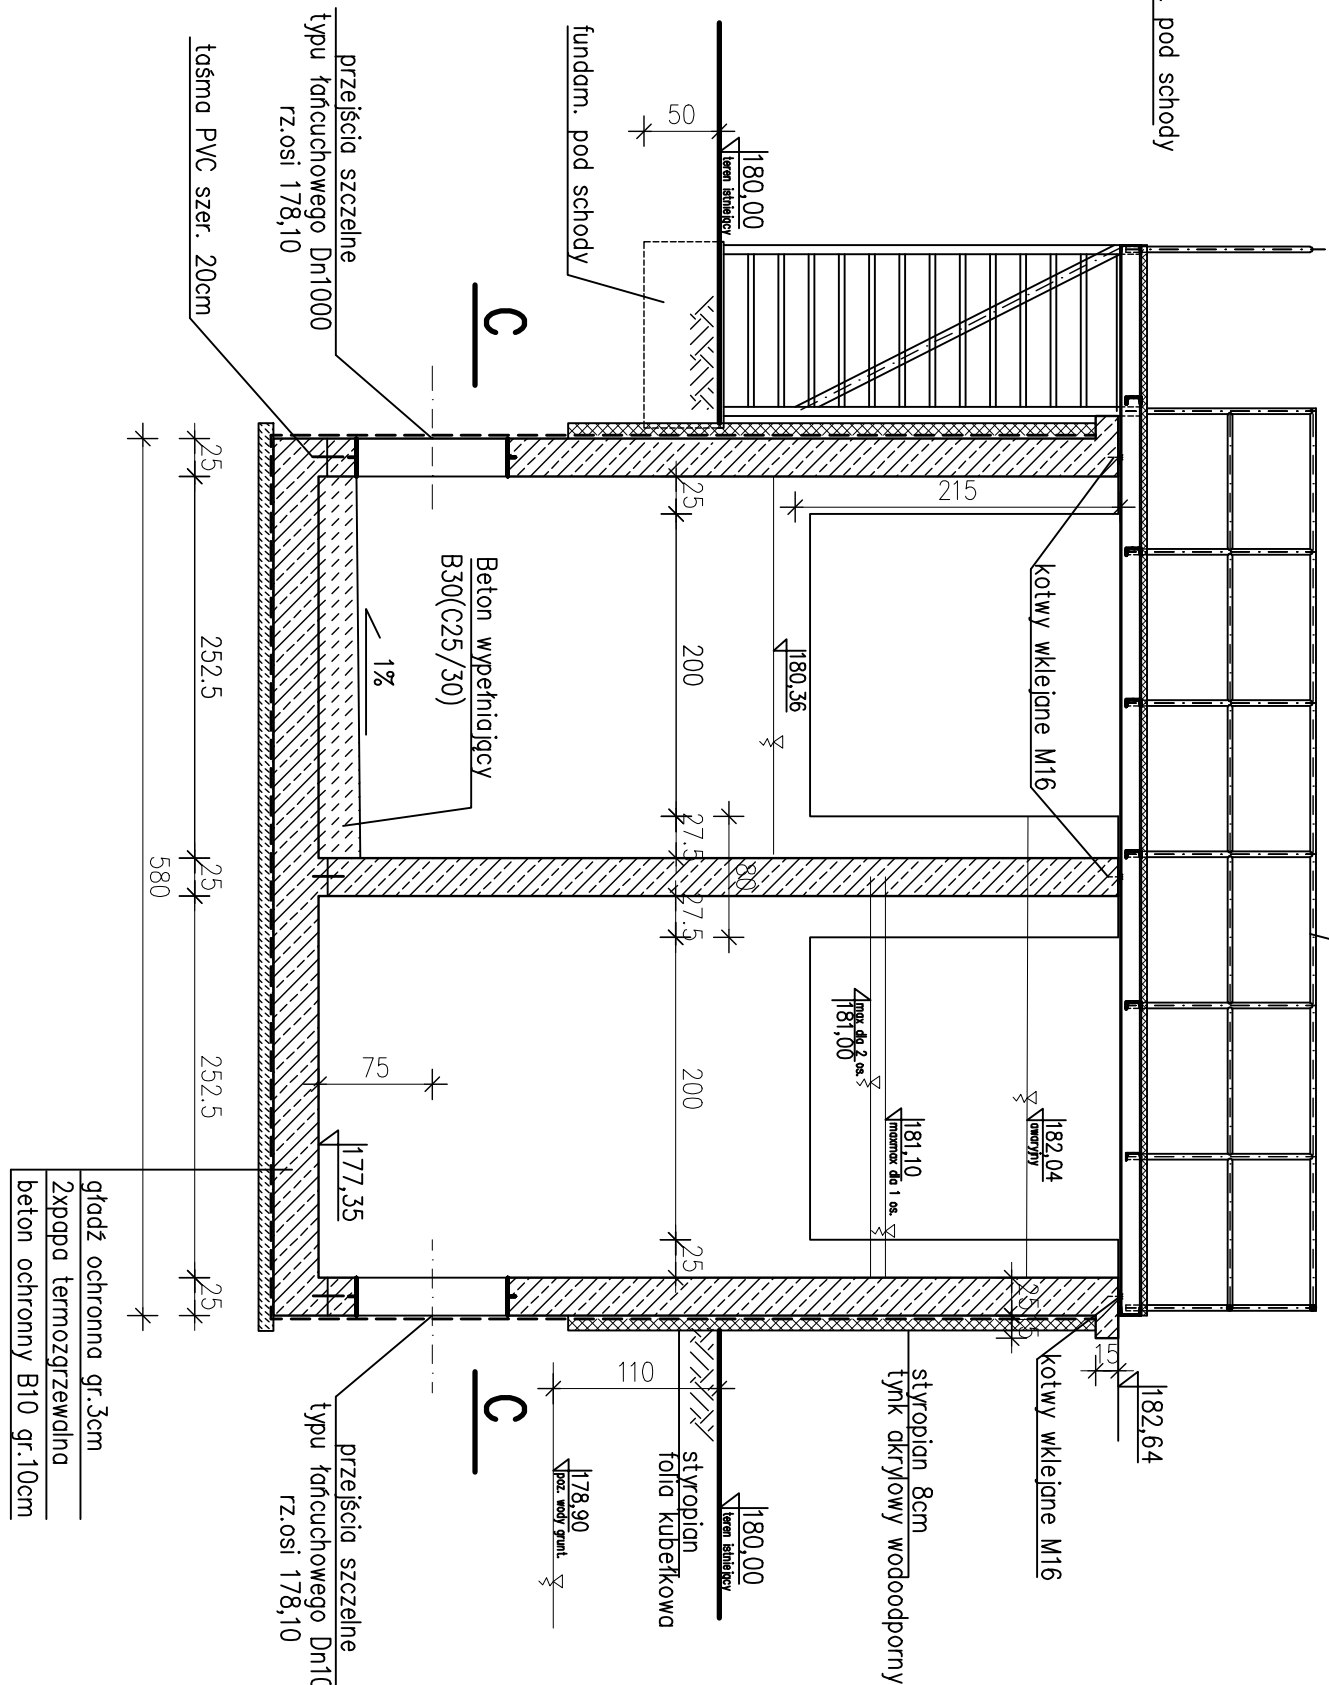 pod schody
fundam. pod schody
przejścia szczelne
typu łańcuchowego Dn1000
rz.osi 178,10
taśma PVC szer. 20cm
50
180,00
teren istniejący
C
215
kotwy wklejane M16
25
200
27.5
80
27.5
200
25
180,36
Beton wypełniający
B30(C25/30)
1%
max dla 2 os.
181,00
181,10
maxmax dla 1 os.
182,04
awaryjny
75
177,35
25
252.5
25
252.5
25
580
25
15
182,64
kotwy wklejane M16
styropian 8cm
tynk akrylowy wodoodporny
180,00
teren istniejący
styropian
folia kubełkowa
110
178,90
poz. wody grunt.
C
przejścia szczelne
typu łańcuchowego Dn10
rz.osi 178,10
gładź ochronna gr.3cm
2xpapa termozgrzewalna
beton ochronny B10 gr.10cm